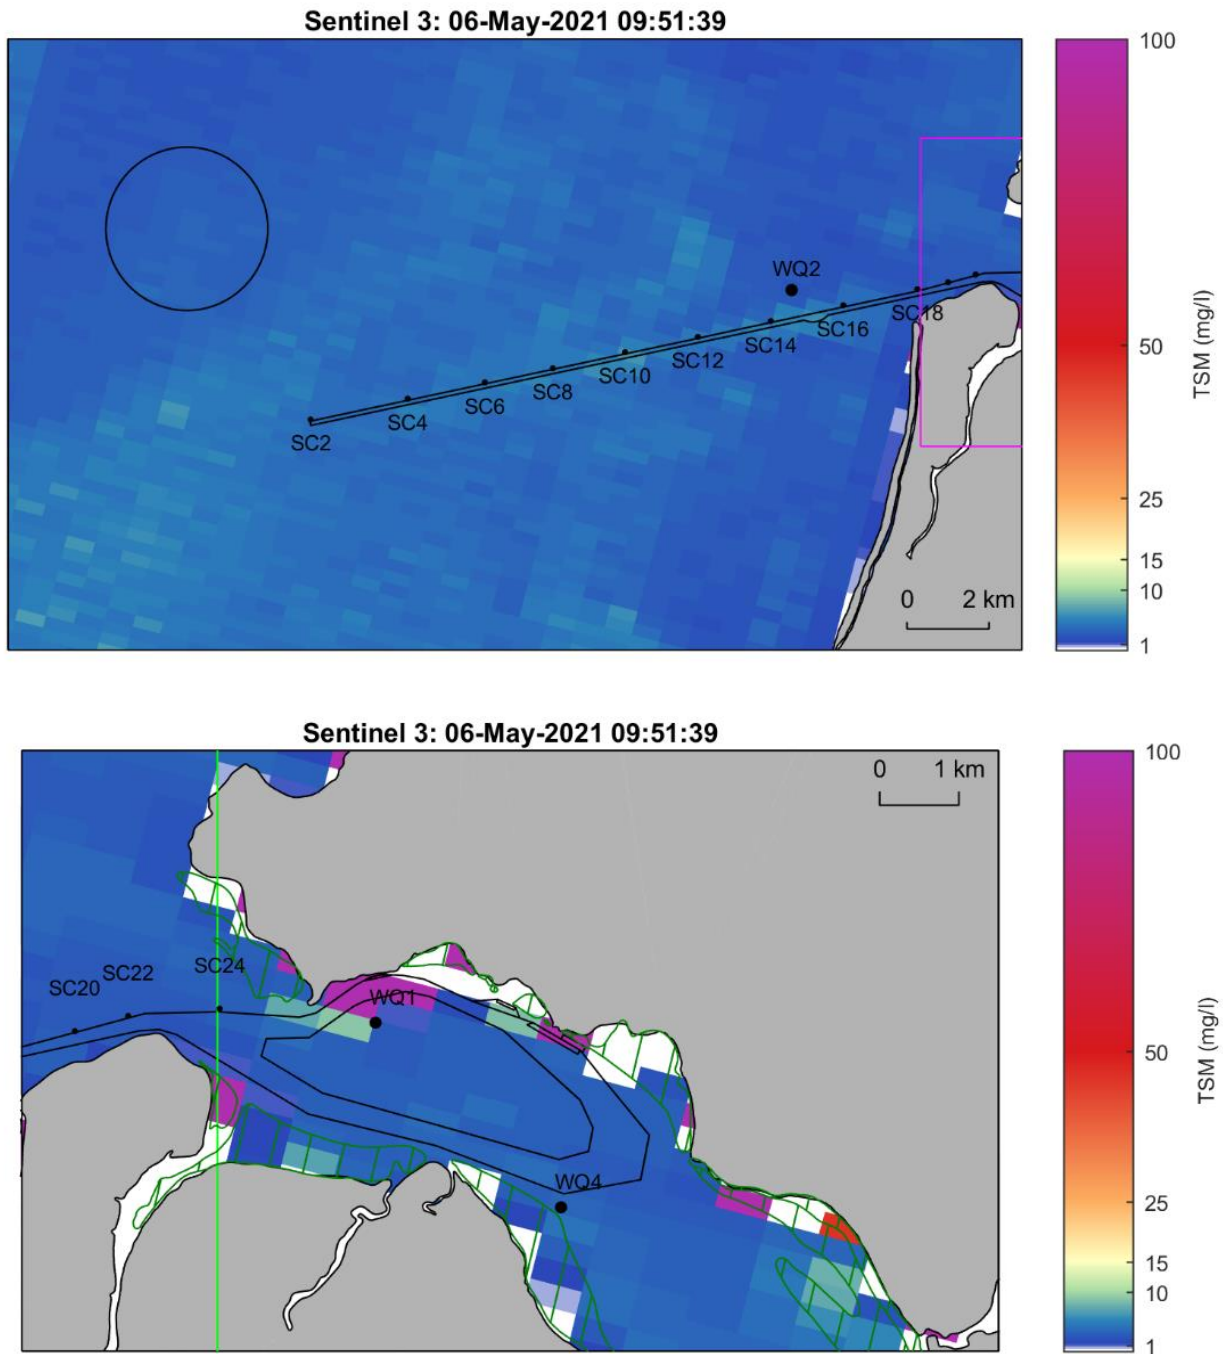 Sentinel 3: 06-May-2021 09:51:39
100
WQ2
SC18
SC16
SC14
SC12
SC10
SC8
SC6
SC4
SC2
50
TSM (mg/l)
25
15
10
1
0 2 km
Sentinel 3: 06-May-2021 09:51:39
100
0 1 km
SC24
SC22
SC20
WQ1
WQ4
50
TSM (mg/l)
25
15
10
1